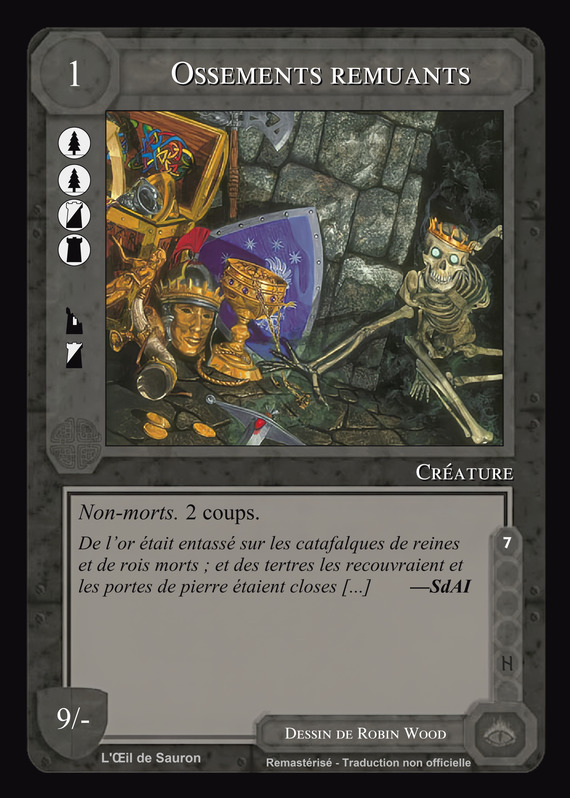 1
Ossements remuants
Créature
Non-morts. 2 coups.
De l'or était entassé sur les catafalques de reines
et de rois morts ; et des tertres les recouvraient et
les portes de pierre étaient closes [...] —SdAI
7
9/-
Dessin de Robin Wood
L'Œil de Sauron
Remastérisé - Traduction non officielle